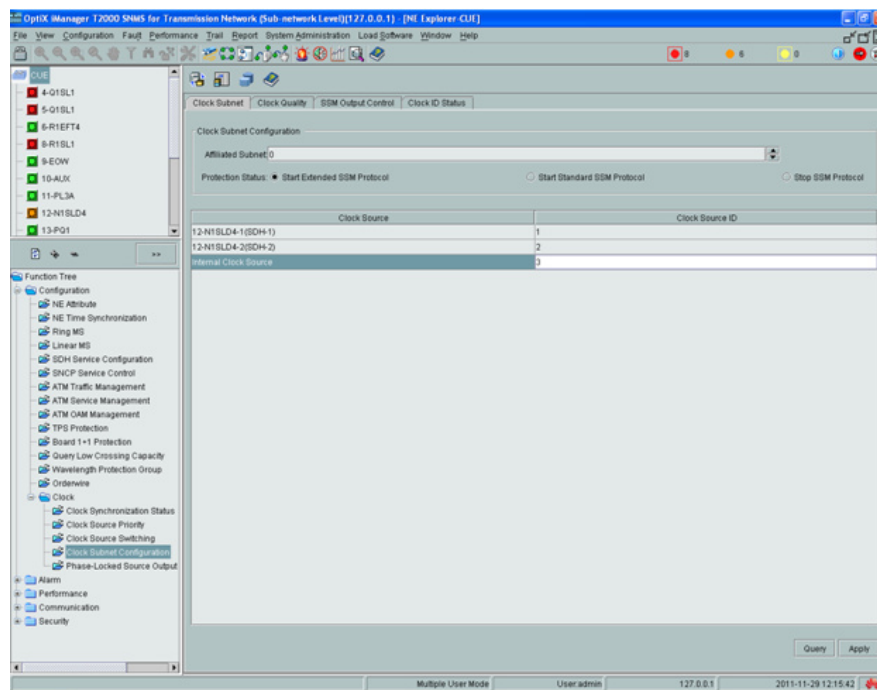 OptiX iManager T2000 SNMS for Transmission Network (Sub-network Level)(127.0.0.1) - [NE Explorer-CUE]
File View Configuration Fault Performance Trail Report System Administration Load Software Window Help
8 6 0
CUE
4-Q1SL1
5-Q1SL1
6-R1EFT4
8-R1SL1
9-EOW
10-AUX
11-PL3A
12-N1SLD4
13-PQ1
>>
Function Tree
Configuration
NE Attribute
NE Time Synchronization
Ring MS
Linear MS
SDH Service Configuration
SNCP Service Control
ATM Traffic Management
ATM Service Management
ATM OAM Management
TPS Protection
Board 1+1 Protection
Query Low Crossing Capacity
Wavelength Protection Group
Orderwire
Clock
Clock Synchronization Status
Clock Source Priority
Clock Source Switching
Clock Subnet Configuration
Phase-Locked Source Output
Alarm
Performance
Communication
Security
Clock Subnet Clock Quality SSM Output Control Clock ID Status
Clock Subnet Configuration
Affiliated Subnet: 0
Protection Status: Start Extended SSM Protocol Start Standard SSM Protocol Stop SSM Protocol
Clock Source Clock Source ID
12-N1SLD4-1(SDH-1) 1
12-N1SLD4-2(SDH-2) 2
Internal Clock Source 3
Query Apply
Multiple User Mode User:admin 127.0.0.1 2011-11-29 12:15:42